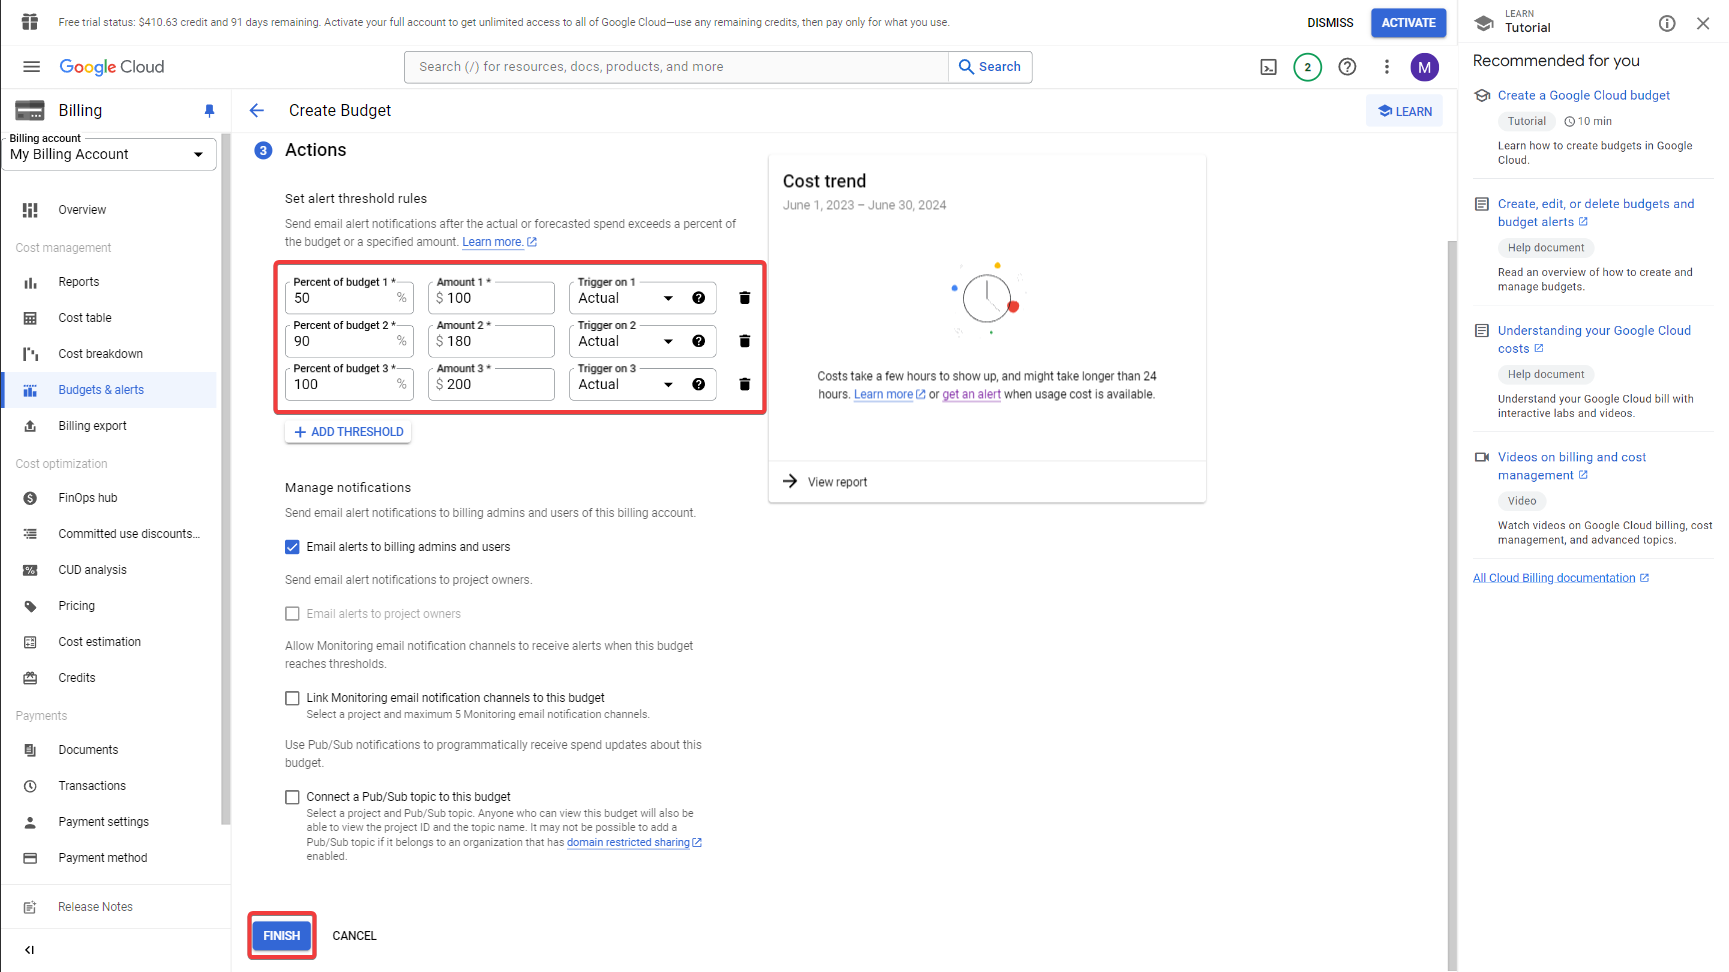 Free trial status: $410.63 credit and 91 days remaining. Activate your full account to get unlimited access to all of Google Cloud—use any remaining credits, then pay only for what you use.
DISMISS
ACTIVATE
LEARN
Tutorial
Google Cloud
Search (/) for resources, docs, products, and more
Search
2
M
Billing
Billing account
My Billing Account
Overview
Cost management
Reports
Cost table
Cost breakdown
Budgets & alerts
Billing export
Cost optimization
FinOps hub
Committed use discounts...
CUD analysis
Pricing
Cost estimation
Credits
Payments
Documents
Transactions
Payment settings
Payment method
Release Notes
Create Budget
LEARN
3 Actions
Set alert threshold rules
Send email alert notifications after the actual or forecasted spend exceeds a percent of
the budget or a specified amount. Learn more.
Percent of budget 1 *
50 %
Amount 1 *
$ 100
Trigger on 1
Actual
Percent of budget 2 *
90 %
Amount 2 *
$ 180
Trigger on 2
Actual
Percent of budget 3 *
100 %
Amount 3 *
$ 200
Trigger on 3
Actual
+ ADD THRESHOLD
Manage notifications
Send email alert notifications to billing admins and users of this billing account.
Email alerts to billing admins and users
Send email alert notifications to project owners.
Email alerts to project owners
Allow Monitoring email notification channels to receive alerts when this budget
reaches thresholds.
Link Monitoring email notification channels to this budget
Select a project and maximum 5 Monitoring email notification channels.
Use Pub/Sub notifications to programmatically receive spend updates about this
budget.
Connect a Pub/Sub topic to this budget
Select a project and Pub/Sub topic. Anyone who can view this budget will also be
able to view the project ID and the topic name. It may not be possible to add a
Pub/Sub topic if it belongs to an organization that has domain restricted sharing
enabled.
FINISH
CANCEL
Cost trend
June 1, 2023 – June 30, 2024
Costs take a few hours to show up, and might take longer than 24
hours. Learn more or get an alert when usage cost is available.
View report
Recommended for you
Create a Google Cloud budget
Tutorial
10 min
Learn how to create budgets in Google
Cloud.
Create, edit, or delete budgets and
budget alerts
Help document
Read an overview of how to create and
manage budgets.
Understanding your Google Cloud
costs
Help document
Understand your Google Cloud bill with
interactive labs and videos.
Videos on billing and cost
management
Video
Watch videos on Google Cloud billing, cost
management, and advanced topics.
All Cloud Billing documentation